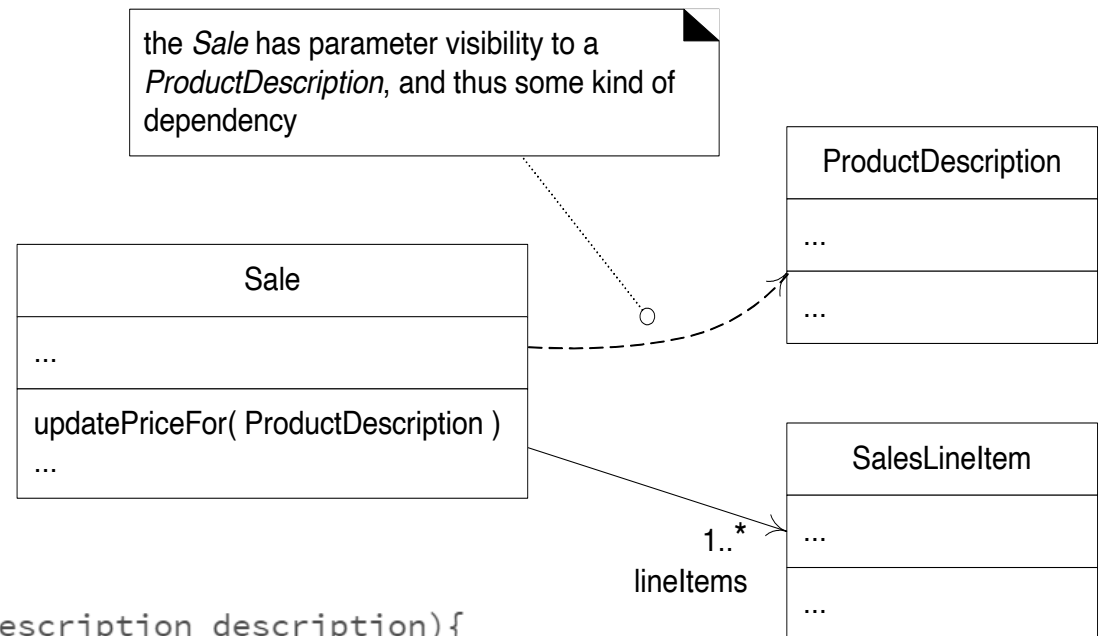 the Sale has parameter visibility to a
ProductDescription, and thus some kind of
dependency
ProductDescription
...
...
Sale
...
updatePriceFor( ProductDescription )
...
SalesLineItem
...
...
1..*
lineItems
description){